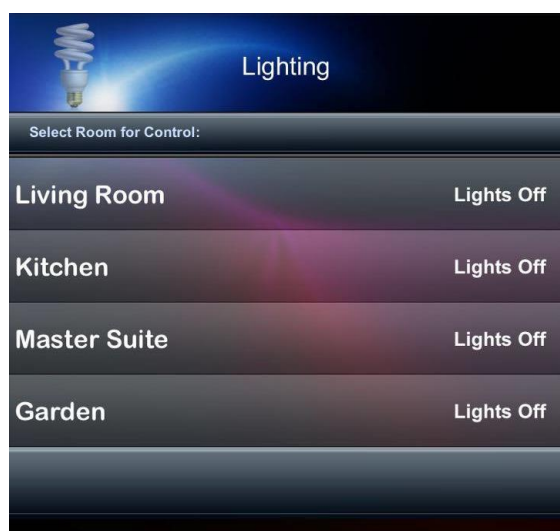 Lighting
Select Room for Control:
Living Room Lights Off
Kitchen Lights Off
Master Suite Lights Off
Garden Lights Off